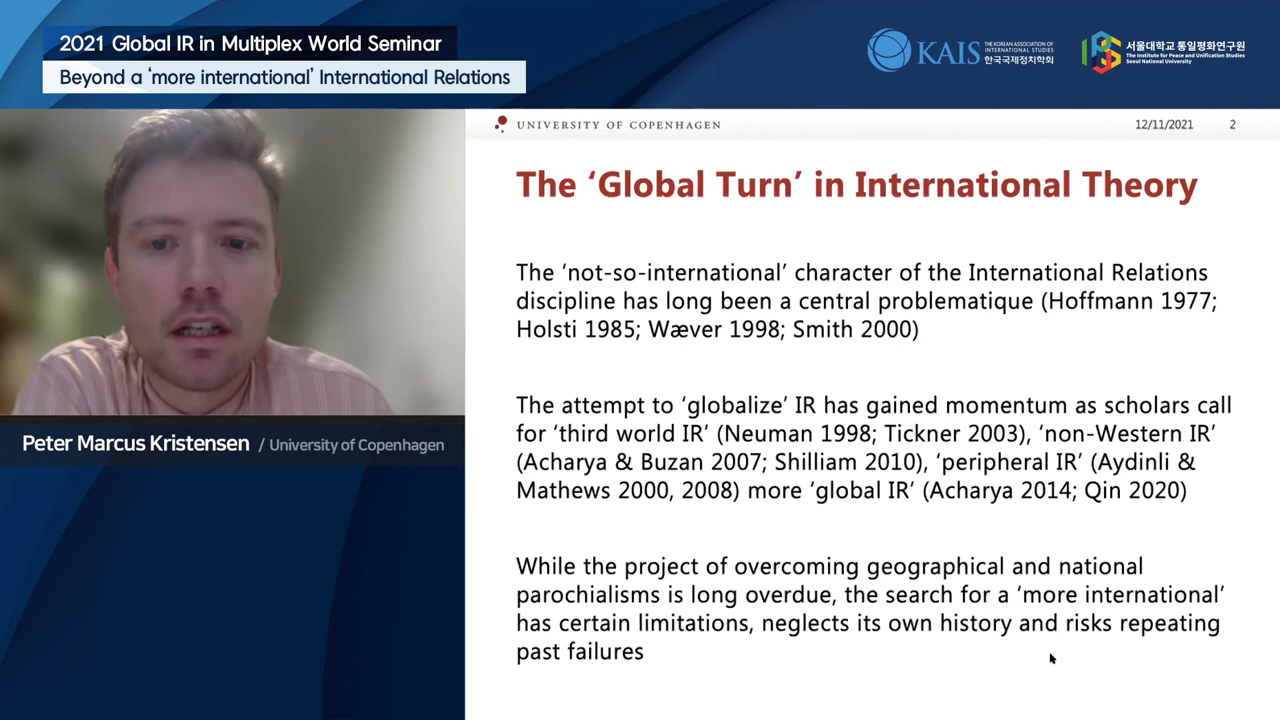 2021 Global IR in Multiplex World Seminar
Beyond a ‘more international’ International Relations
KAIS THE KOREAN ASSOCIATION OF
INTERNATIONAL STUDIES
한국국제정치학회
서울대학교 통일평화연구원
The Institute for Peace and Unification Studies
Seoul National University
UNIVERSITY OF COPENHAGEN
12/11/2021 2
The ‘Global Turn’ in International Theory
The ‘not-so-international’ character of the International Relations
discipline has long been a central problematique (Hoffmann 1977;
Holsti 1985; Wæver 1998; Smith 2000)
The attempt to ‘globalize’ IR has gained momentum as scholars call
for ‘third world IR’ (Neuman 1998; Tickner 2003), ‘non-Western IR’
(Acharya & Buzan 2007; Shilliam 2010), ‘peripheral IR’ (Aydinli &
Mathews 2000, 2008) more ‘global IR‘ (Acharya 2014; Qin 2020)
While the project of overcoming geographical and national
parochialisms is long overdue, the search for a ‘more international’
has certain limitations, neglects its own history and risks repeating
past failures
Peter Marcus Kristensen / University of Copenhagen